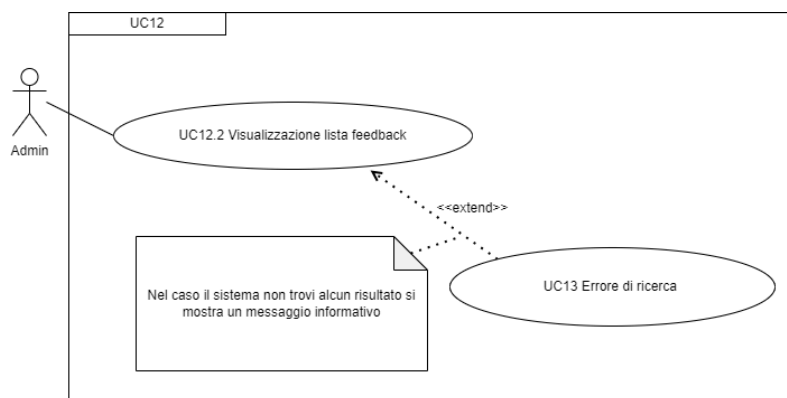 UC12
Admin
UC12.2 Visualizzazione lista feedback
<<extend>>
Nel caso il sistema non trovi alcun risultato si
mostra un messaggio informativo
UC13 Errore di ricerca